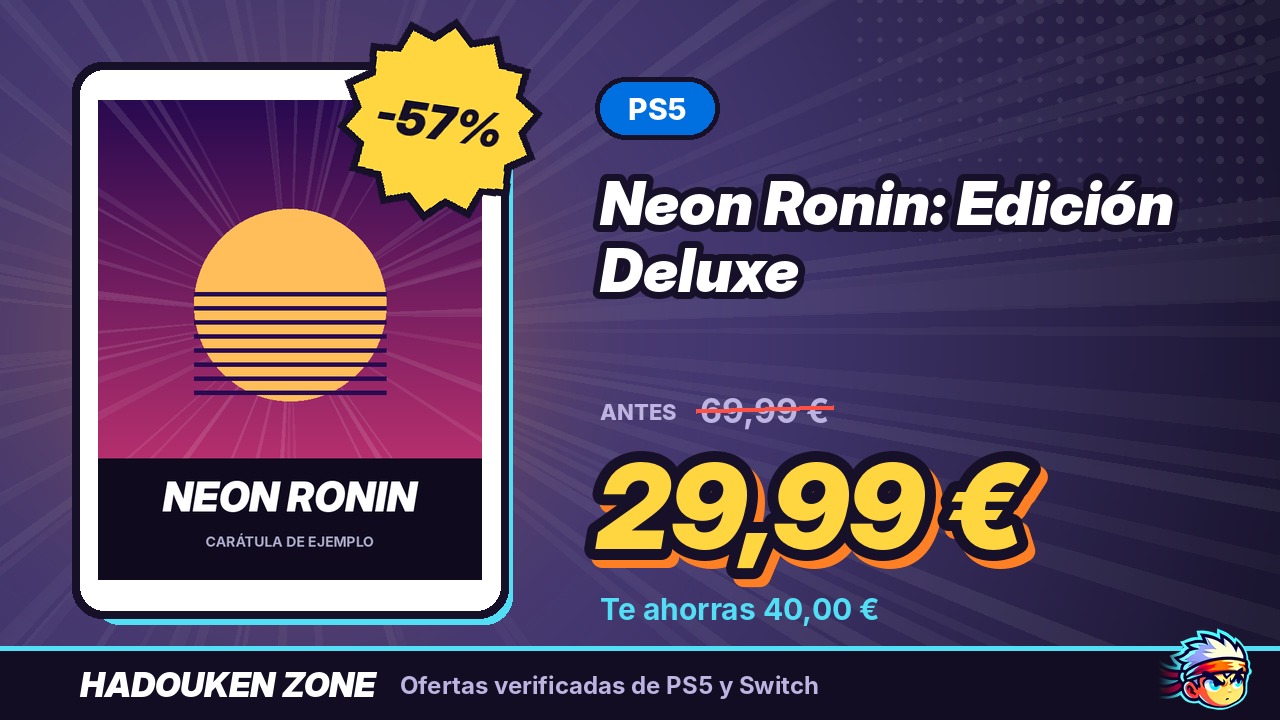 -57%
NEON RONIN
CARÁTULA DE EJEMPLO
PS5
Neon Ronin: Edición
Deluxe
ANTES 69,99 €
29,99 €
Te ahorras 40,00 €
HADOUKEN ZONE Ofertas verificadas de PS5 y Switch